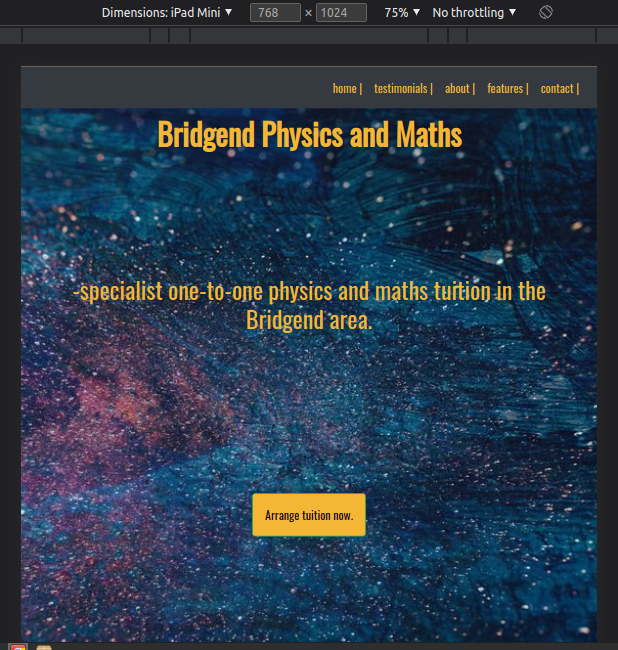 Dimensions: iPad Mini ▼ 768 × 1024 75% ▼ No throttling ▼
home | testimonials | about | features | contact |
Bridgend Physics and Maths
-specialist one-to-one physics and maths tuition in the
Bridgend area.
Arrange tuition now.